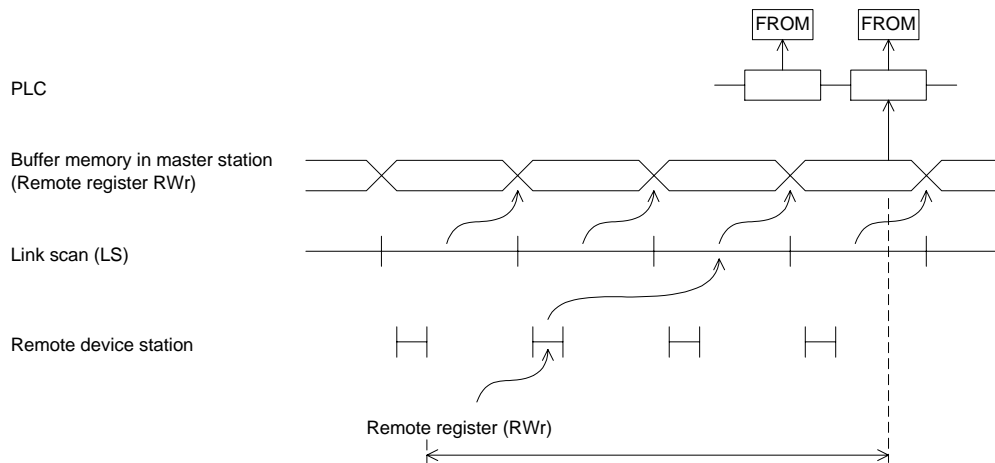 FROM FROM
PLC
Buffer memory in master station
(Remote register RWr)
Link scan (LS)
Remote device station
Remote register (RWr)